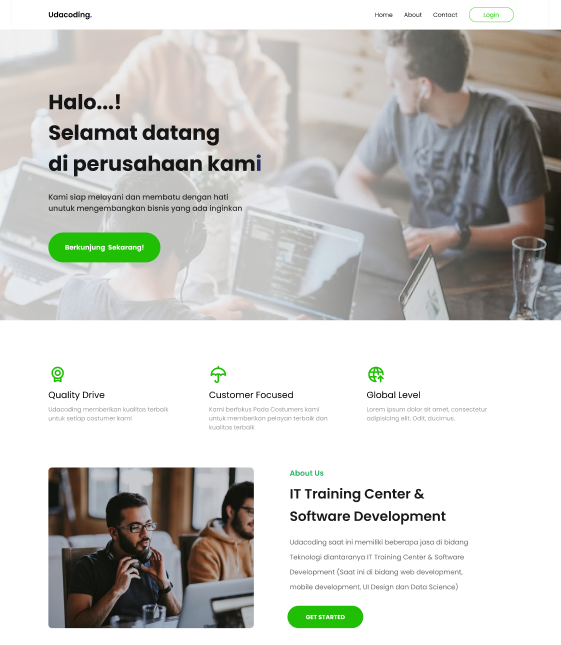 Udacoding.
Home About Contact Login
Halo...!
Selamat datang
di perusahaan kami
Kami siap melayani dan membatu dengan hati
unutuk mengembangkan bisnis yang ada inginkan
Berkunjung Sekarang!
Quality Drive
Udacoding memberikan kualitas terbaik
untuk setiap costumer kami
Customer Focused
Kami berfokus Pada Costumers kami
untuk memberikan pelayan terbaik dan
kualitas terbaik
Global Level
Lorem ipsum dolor sit amet, consectetur
adipisicing elit. Odit, ducimus.
About Us
IT Training Center &
Software Development
Udacoding saat ini memiliki beberapa jasa di bidang
Teknologi diantaranya IT Training Center & Software
Development (Saat ini di bidang web development,
mobile development, UI Design dan Data Science)
GET STARTED